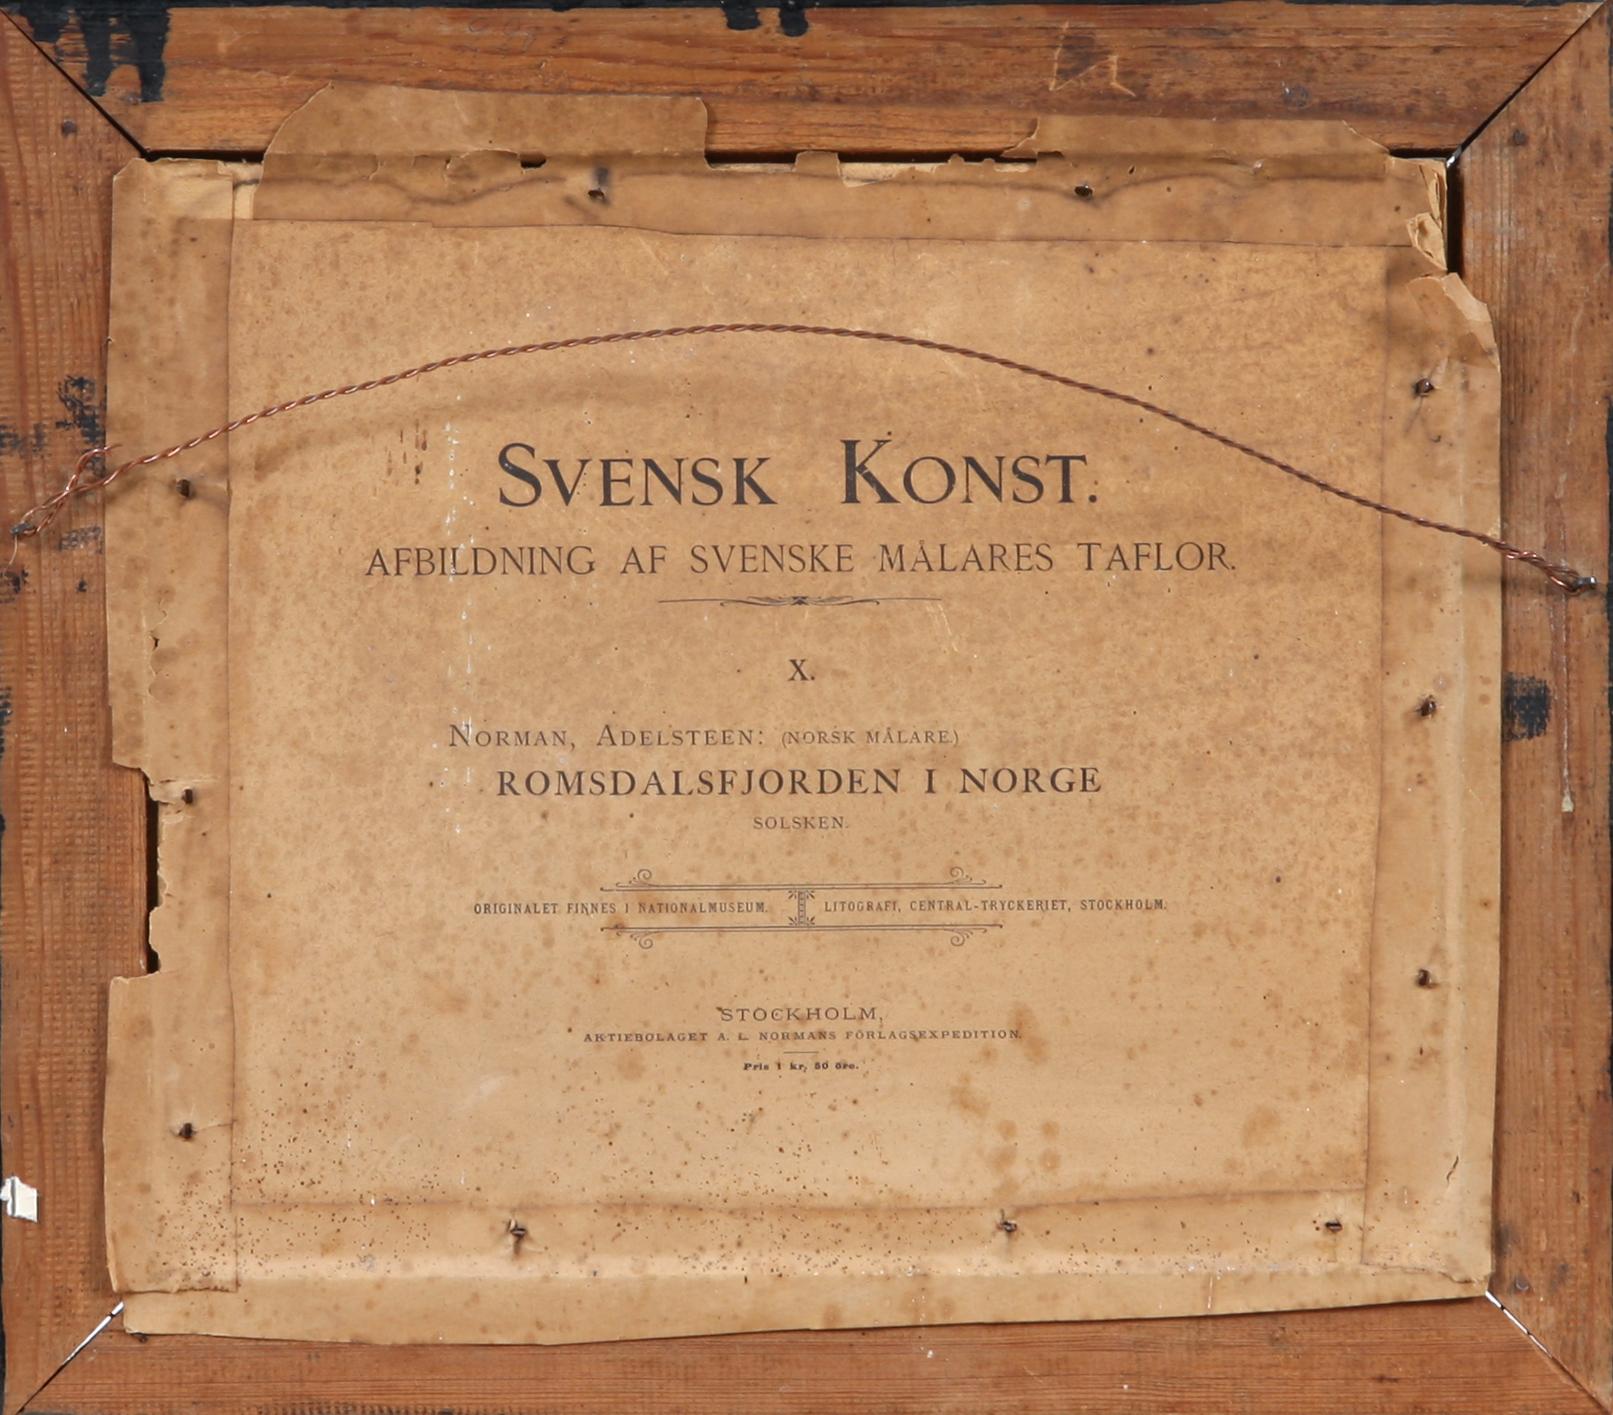 SVENSK KONST.
AFBILDNING AF SVENSKE MÅLARES TAFLOR.
X.
NORMAN, ADELSTEEN: (NORSK MÅLARE.)
ROMSDALSFJORDEN I NORGE
SOLSKEN.
ORIGINALET FINNES I NATIONALMUSEUM. LITOGRAFI, CENTRAL-TRYCKERIET, STOCKHOLM.
STOCKHOLM,
AKTIEBOLAGET A. L. NORMANS FÖRLAGSEXPEDITION.
Pris 1 kr. 50 öre.